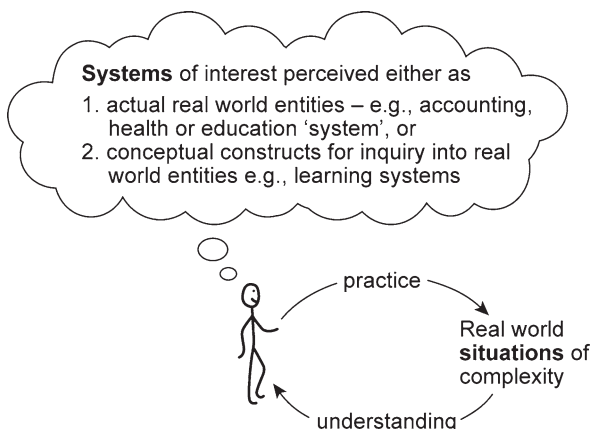 Systems of interest perceived either as
1. actual real world entities – e.g., accounting,
health or education ‘system’, or
2. conceptual constructs for inquiry into real
world entities e.g., learning systems
practice
Real world
situations of
complexity
understanding